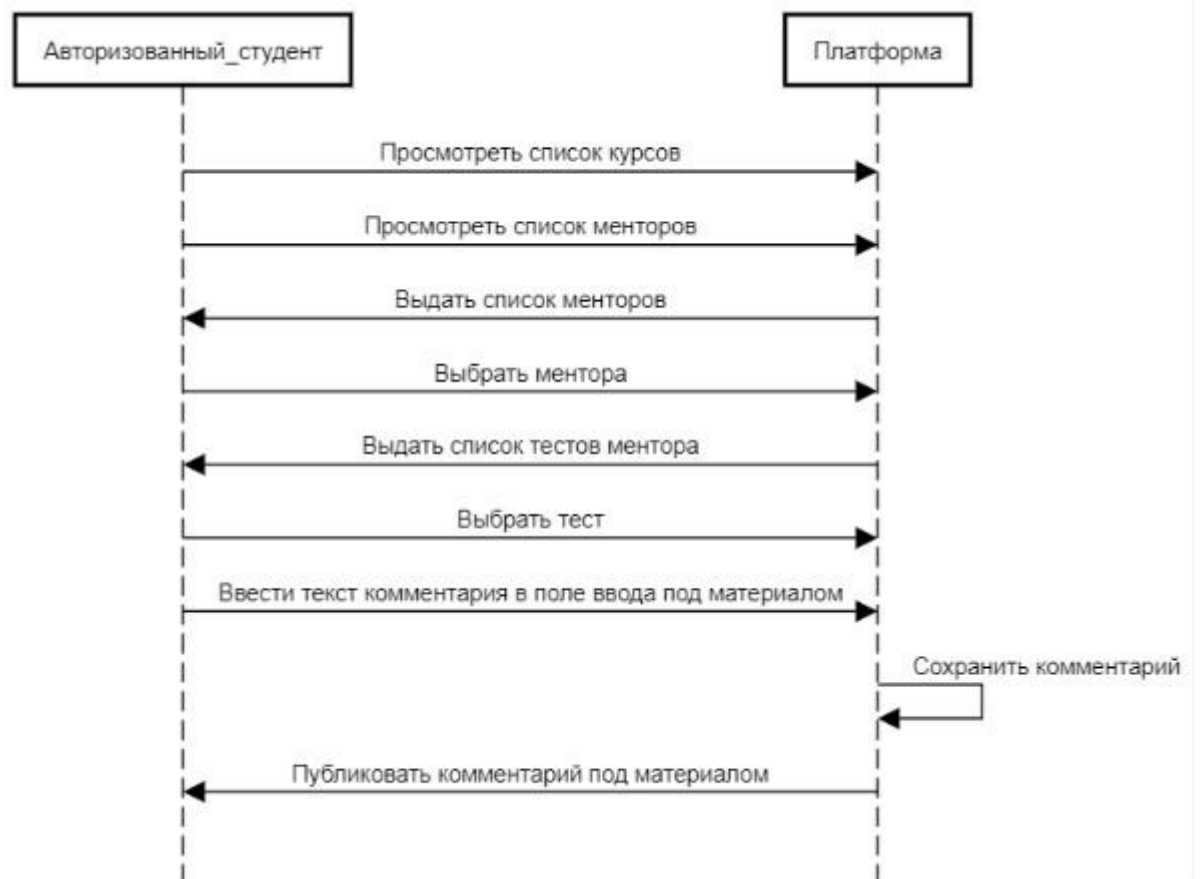 Авторизованный_студент
Платформа
Просмотреть список курсов
Просмотреть список менторов
Выдать список менторов
Выбрать ментора
Выдать список тестов ментора
Выбрать тест
Ввести текст комментария в поле ввода под материалом
Сохранить комментарий
Публиковать комментарий под материалом